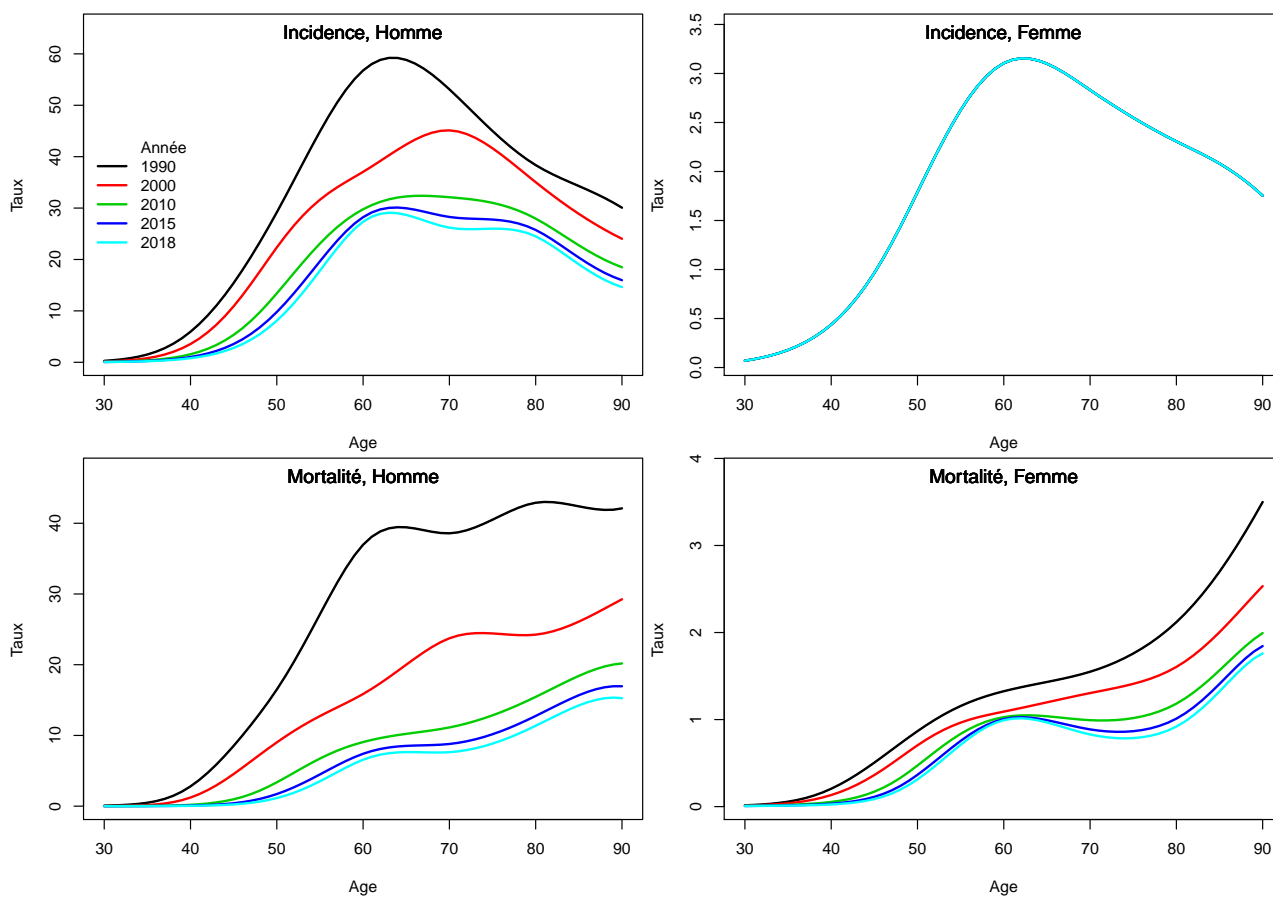 Incidence, Homme
Taux
60
50
40
30
20
10
0
Année
1990
2000
2010
2015
2018
30 40 50 60 70 80 90
Age
Incidence, Femme
Taux
3.5
3.0
2.5
2.0
1.5
1.0
0.5
0.0
30 40 50 60 70 80 90
Age
Mortalité, Homme
Taux
40
30
20
10
0
30 40 50 60 70 80 90
Age
Mortalité, Femme
Taux
4
3
2
1
0
30 40 50 60 70 80 90
Age